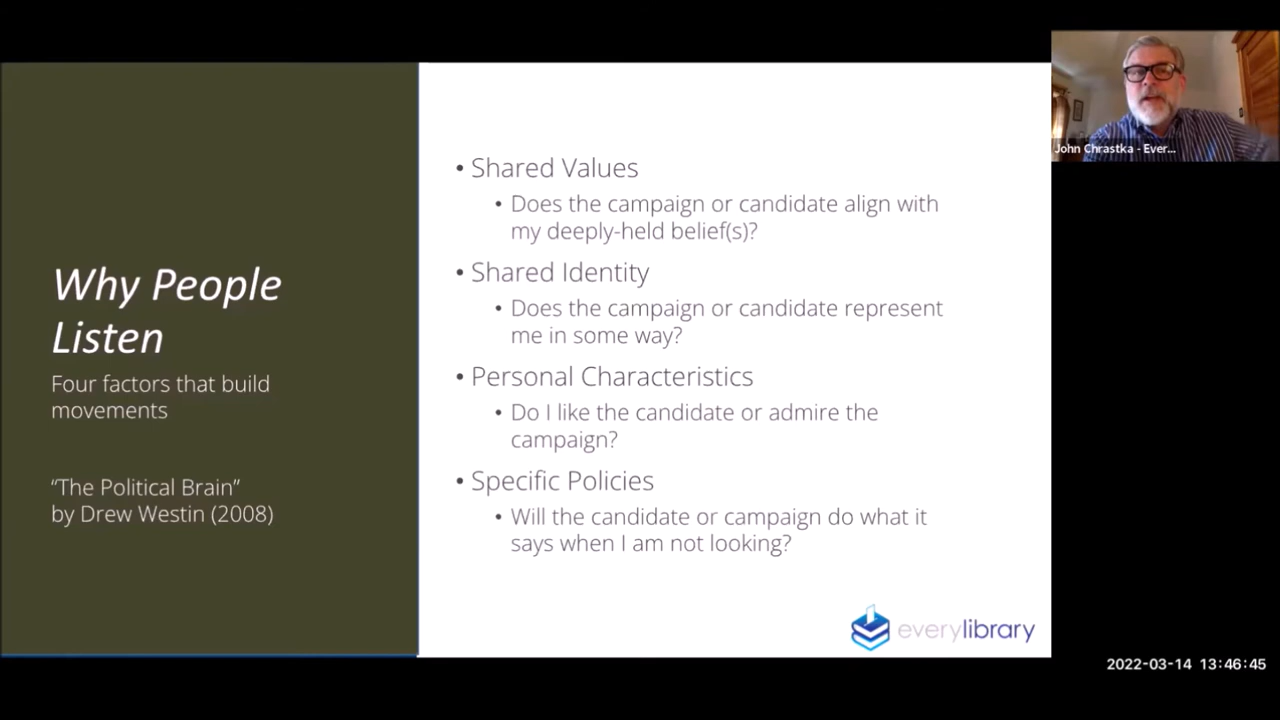 Why People
Listen
Four factors that build
movements
“The Political Brain”
by Drew Westin (2008)
• Shared Values
• Does the campaign or candidate align with
my deeply-held belief(s)?
• Shared Identity
• Does the campaign or candidate represent
me in some way?
• Personal Characteristics
• Do I like the candidate or admire the
campaign?
• Specific Policies
• Will the candidate or campaign do what it
says when I am not looking?
everylibrary
John Chrastka - Ever...
2022-03-14 13:46:45